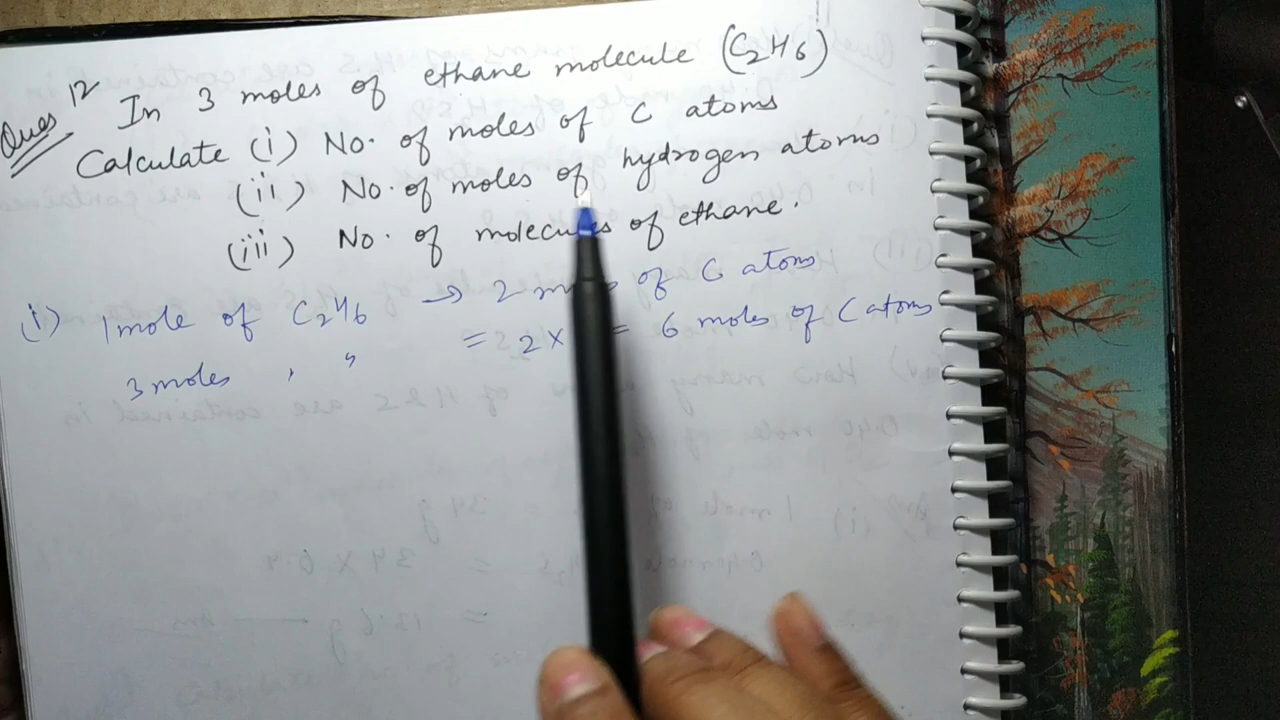 Ques 12 In 3 moles of ethane molecule (C2H6)
Calculate (i) No. of moles of C atoms
(ii) No. of moles of hydrogen atoms
(iii) No. of molecules of ethane.
(i) 1 mole of C2H6 → 2 of C atoms
3 moles , , = 2 × = 6 moles of C atoms